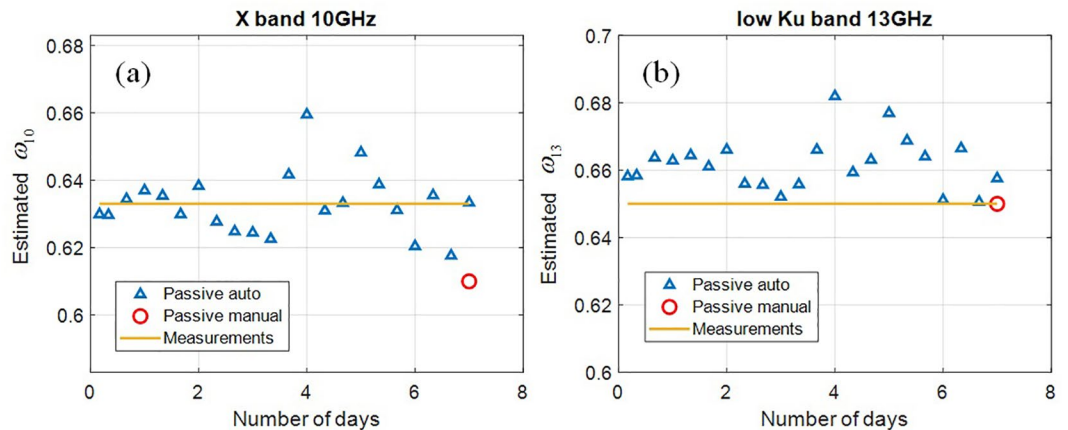 X band 10GHz
(a)
0.68
0.66
0.64
0.62
0.6
Estimated ω10
Passive auto
Passive manual
Measurements
0 2 4 6 8
Number of days
low Ku band 13GHz
(b)
0.7
0.68
0.66
0.64
0.62
0.6
Estimated ω13
Passive auto
Passive manual
Measurements
0 2 4 6 8
Number of days